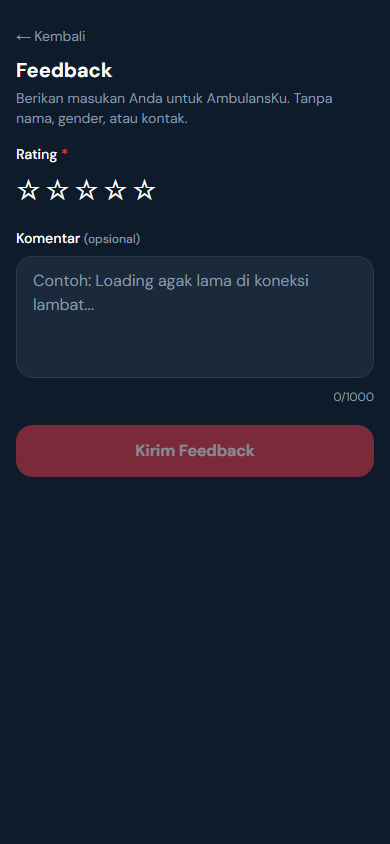 ← Kembali
Feedback
Berikan masukan Anda untuk AmbulansKu. Tanpa
nama, gender, atau kontak.
Rating *
Komentar (opsional)
Contoh: Loading agak lama di koneksi
lambat...
0/1000
Kirim Feedback